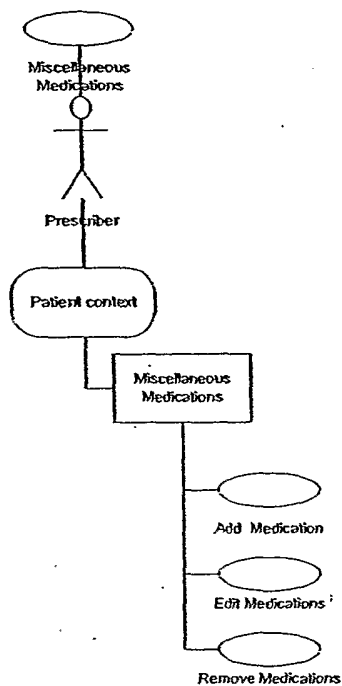 Miscellaneous
Medications
Prescriber
Patient context
Miscellaneous
Medications
Add Medication
Edit Medications
Remove Medications